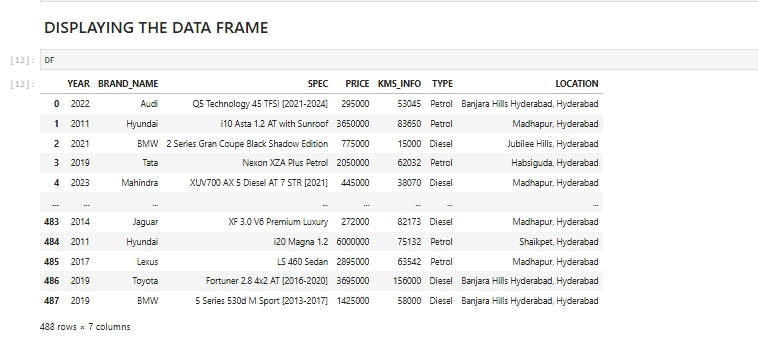 DISPLAYING THE DATA FRAME
[12]: DF
[12]: YEAR BRAND_NAME SPEC PRICE KMS_INFO TYPE LOCATION
0 2022 Audi Q5 Technology 45 TFSI [2021-2024] 295000 53045 Petrol Banjara Hills Hyderabad, Hyderabad
1 2011 Hyundai i10 Asta 1.2 AT with Sunroof 3650000 83650 Petrol Madhapur, Hyderabad
2 2021 BMW 2 Series Gran Coupe Black Shadow Edition 775000 15000 Diesel Jubilee Hills, Hyderabad
3 2019 Tata Nexon XZA Plus Petrol 2050000 62032 Petrol Habsiguda, Hyderabad
4 2023 Mahindra XUV700 AX 5 Diesel AT 7 STR [2021] 445000 38070 Diesel Madhapur, Hyderabad
... ... ... ... ... ... ... ...
483 2014 Jaguar XF 3.0 V6 Premium Luxury 272000 82173 Diesel Madhapur, Hyderabad
484 2011 Hyundai i20 Magna 1.2 6000000 75132 Petrol Shaikpet, Hyderabad
485 2017 Lexus LS 460 Sedan 2895000 63542 Petrol Madhapur, Hyderabad
486 2019 Toyota Fortuner 2.8 4x2 AT [2016-2020] 3695000 156000 Diesel Banjara Hills Hyderabad, Hyderabad
487 2019 BMW 5 Series 530d M Sport [2013-2017] 1425000 58000 Diesel Banjara Hills Hyderabad, Hyderabad
488 rows × 7 columns